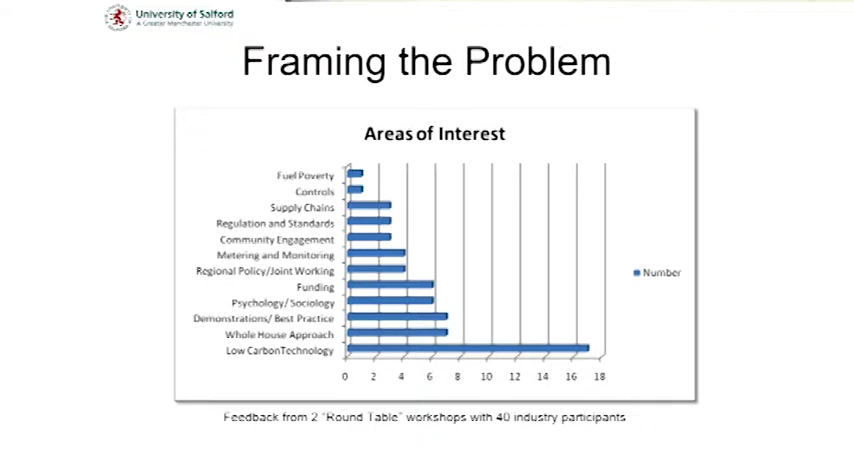 University of Salford
A Greater Manchester University
Framing the Problem
Areas of Interest
Fuel Poverty
Controls
Supply Chains
Regulation and Standards
Community Engagement
Metering and Monitoring
Regional Policy/Joint Working
Funding
Psychology/ Sociology
Demonstrations/ Best Practice
Whole House Approach
Low CarbonTechnology
Number
0 2 4 6 8 10 12 14 16 18
Feedback from 2 "Round Table" workshops with 40 industry participants